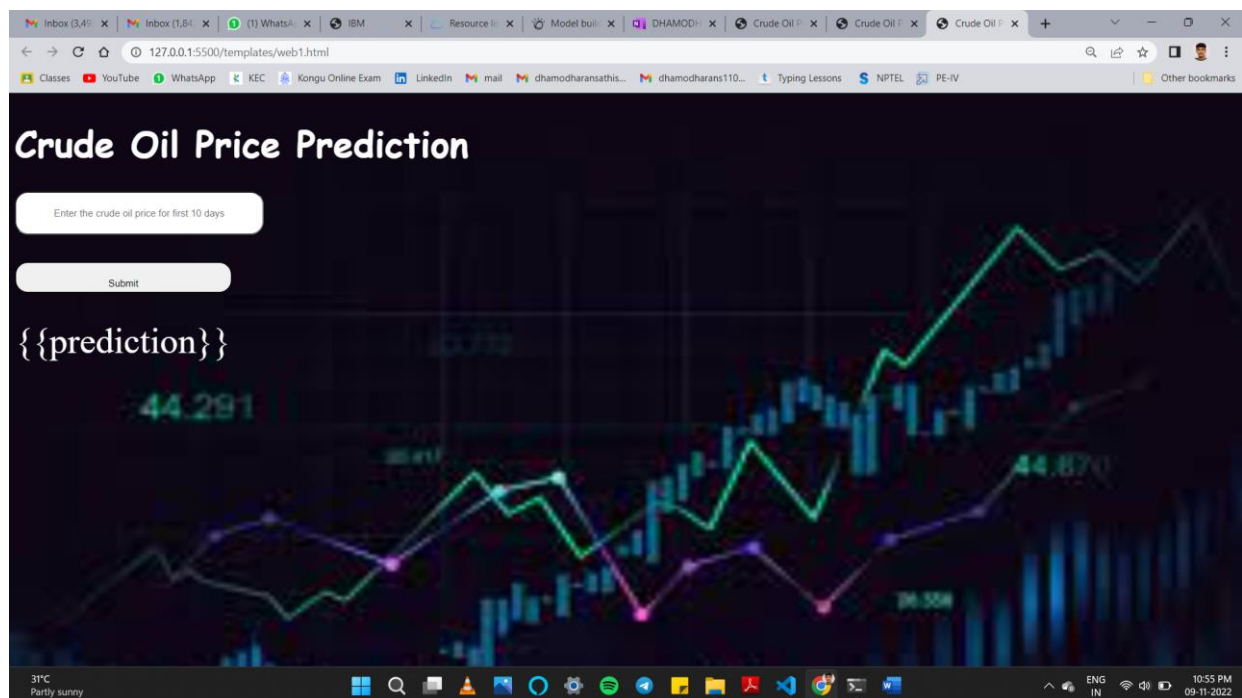 Inbox (3,49
Inbox (1,84
(1) WhatsA
IBM
Resource li
Model buil
DHAMODH
Crude Oil P
Crude Oil P
Crude Oil P
127.0.0.1:5500/templates/web1.html
Classes
YouTube
WhatsApp
KEC
Kongu Online Exam
LinkedIn
mail
dhamodharansathis...
dhamodharans110...
Typing Lessons
NPTEL
PE-IV
Other bookmarks
Crude Oil Price Prediction
Enter the crude oil price for first 10 days
Submit
{{prediction}}
44.291
44.870
31°C
Partly sunny
ENG
IN
10:55 PM
09-11-2022